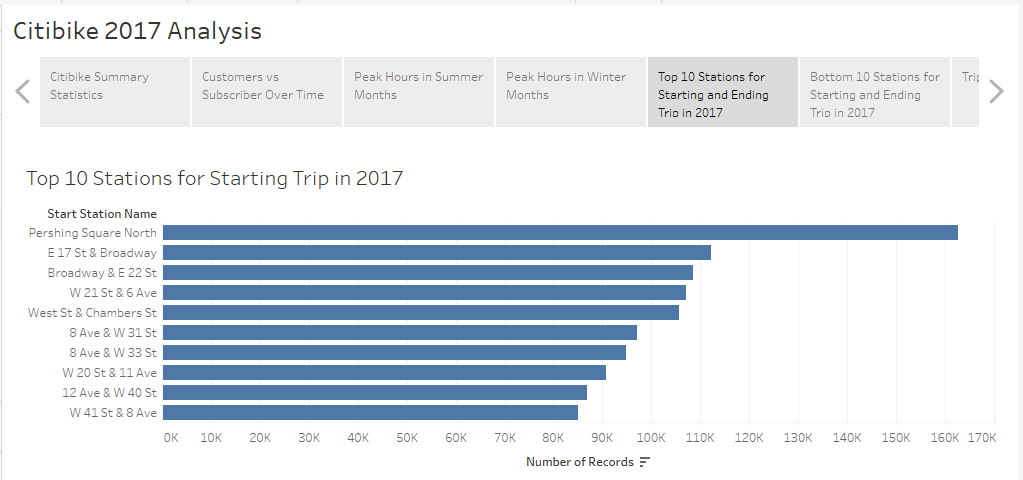 Citibike 2017 Analysis
Citibike Summary
Statistics
Customers vs
Subscriber Over Time
Peak Hours in Summer
Months
Peak Hours in Winter
Months
Top 10 Stations for
Starting and Ending
Trip in 2017
Bottom 10 Stations for
Starting and Ending
Trip in 2017
Top 10 Stations for Starting Trip in 2017
Start Station Name
Pershing Square North
E 17 St & Broadway
Broadway & E 22 St
W 21 St & 6 Ave
West St & Chambers St
8 Ave & W 31 St
8 Ave & W 33 St
W 20 St & 11 Ave
12 Ave & W 40 St
W 41 St & 8 Ave
0K 10K 20K 30K 40K 50K 60K 70K 80K 90K 100K 110K 120K 130K 140K 150K 160K 170K
Number of Records